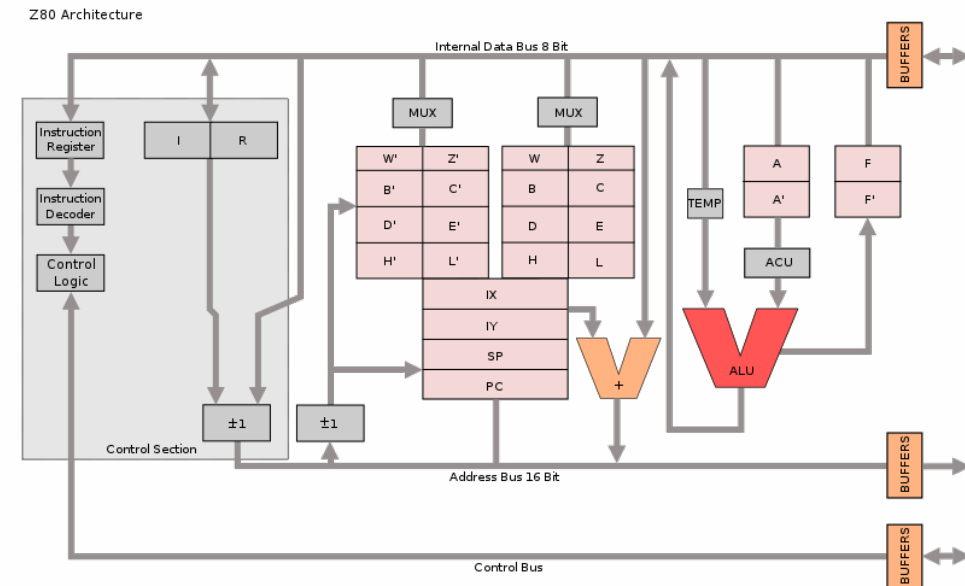 Z80 Architecture
Internal Data Bus 8 Bit
BUFFERS
MUX
MUX
Instruction
Register
I
R
W'
Z'
W
Z
A
F
B'
C'
B
C
Instruction
Decoder
TEMP
A'
F'
D'
E'
D
E
Control
Logic
H'
L'
H
L
ACU
IX
IY
SP
ALU
PC
+
±1
±1
Control Section
BUFFERS
Address Bus 16 Bit
BUFFERS
Control Bus